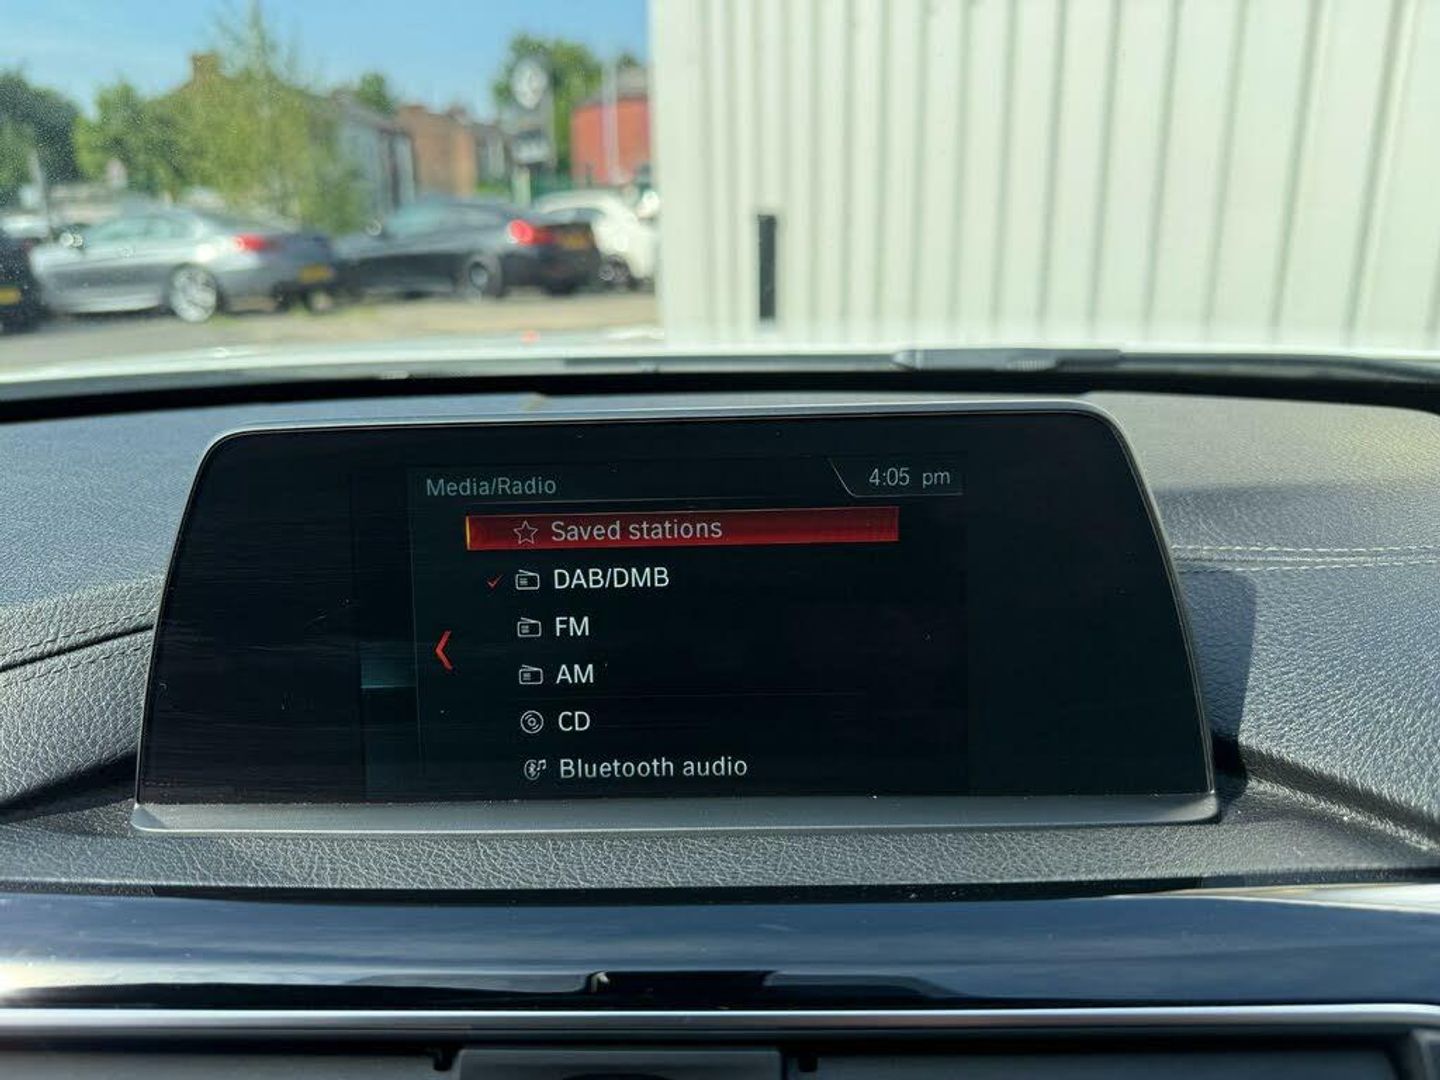 Media/Radio
4:05 pm
Saved stations
DAB/DMB
FM
AM
CD
Bluetooth audio